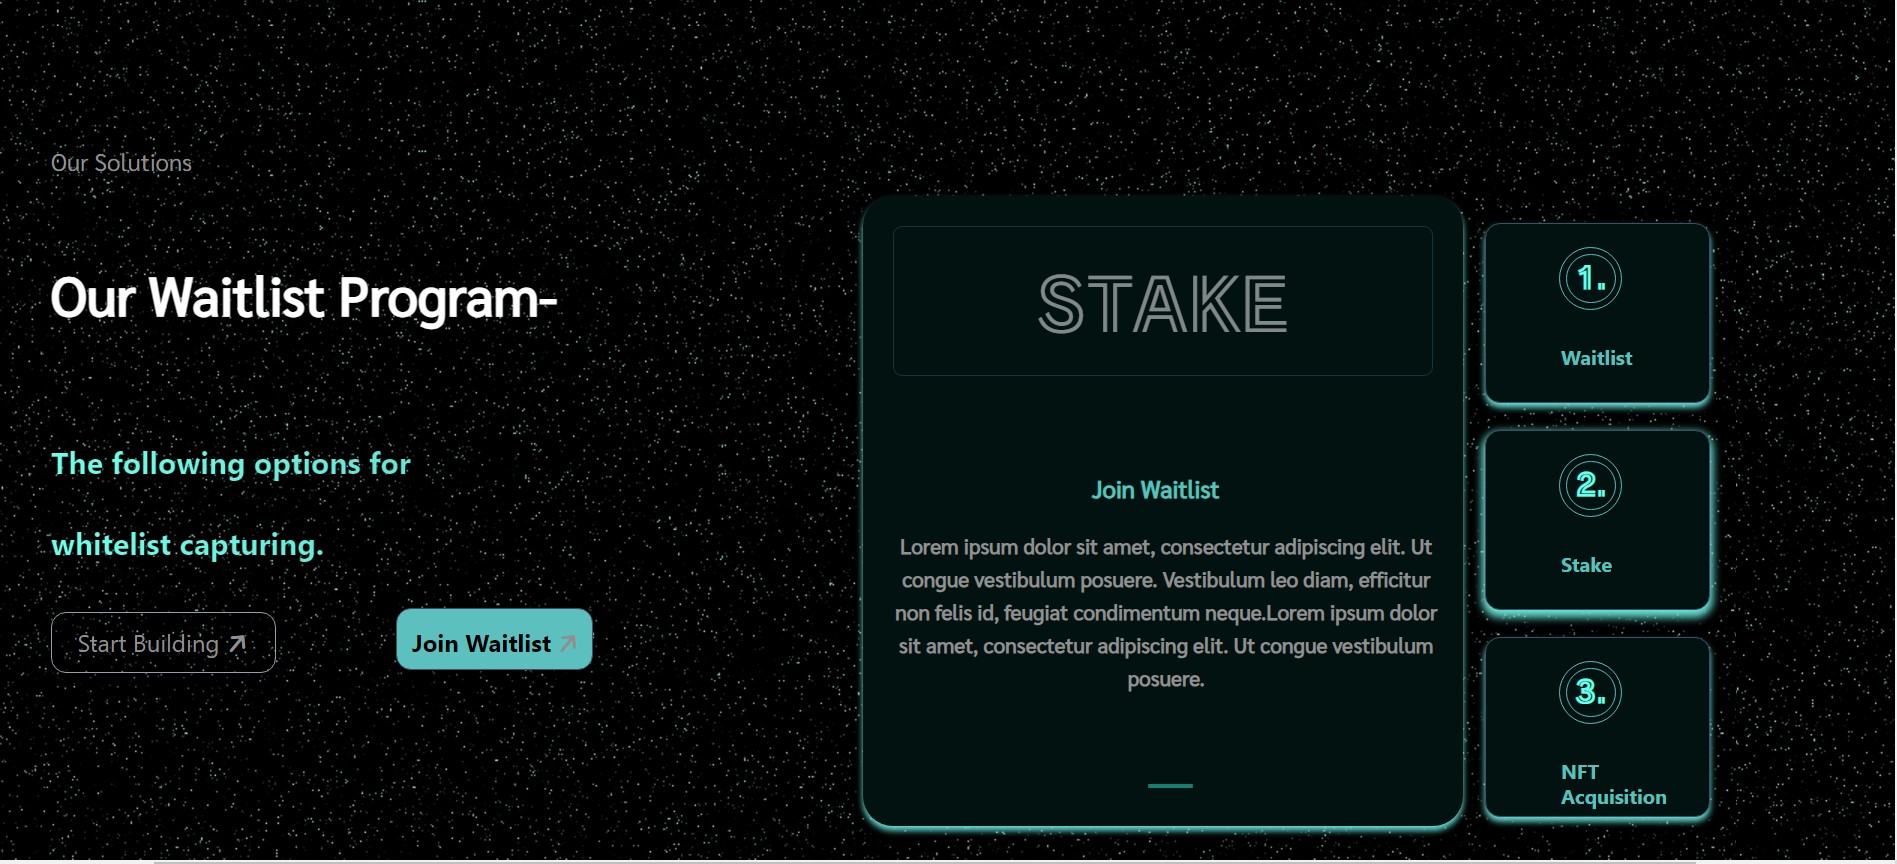 Our Solutions
Our Waitlist Program-
The following options for
whitelist capturing.
Start Building
Join Waitlist
STAKE
Join Waitlist
Lorem ipsum dolor sit amet, consectetur adipiscing elit. Ut
congue vestibulum posuere. Vestibulum leo diam, efficitur
non felis id, feugiat condimentum neque.Lorem ipsum dolor
sit amet, consectetur adipiscing elit. Ut congue vestibulum
posuere.
1.
Waitlist
2.
Stake
3.
NFT
Acquisition